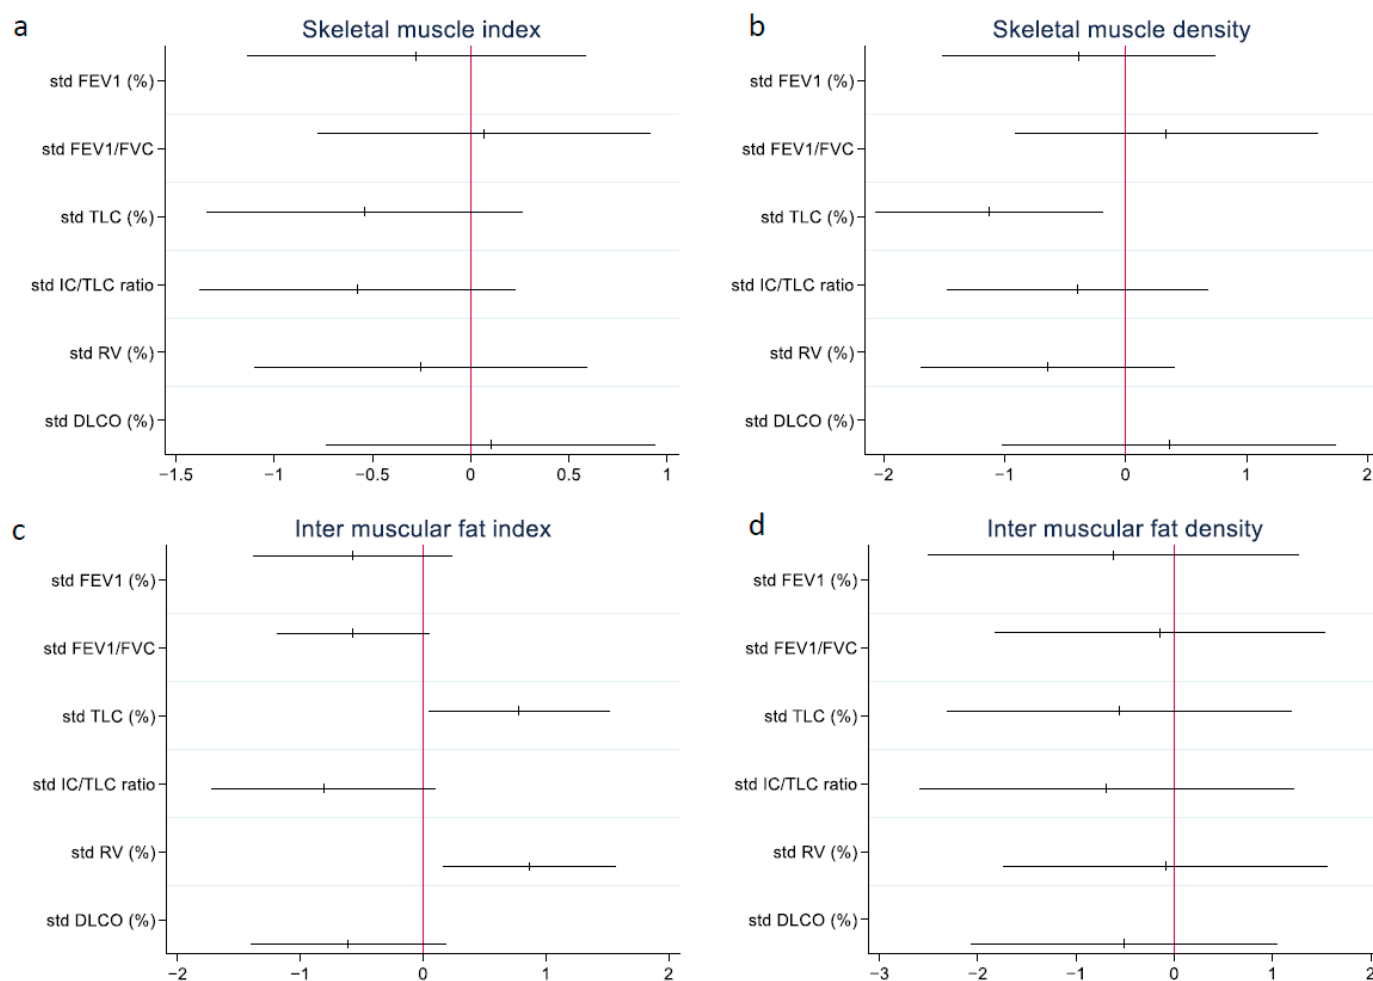 a
Skeletal muscle index
std FEV1 (%)
std FEV1/FVC
std TLC (%)
std IC/TLC ratio
std RV (%)
std DLCO (%)
−1.5 −1 −0.5 0 0.5 1
b
Skeletal muscle density
std FEV1 (%)
std FEV1/FVC
std TLC (%)
std IC/TLC ratio
std RV (%)
std DLCO (%)
−2 −1 0 1 2
c
Inter muscular fat index
std FEV1 (%)
std FEV1/FVC
std TLC (%)
std IC/TLC ratio
std RV (%)
std DLCO (%)
−2 −1 0 1 2
d
Inter muscular fat density
std FEV1 (%)
std FEV1/FVC
std TLC (%)
std IC/TLC ratio
std RV (%)
std DLCO (%)
−3 −2 −1 0 1 2